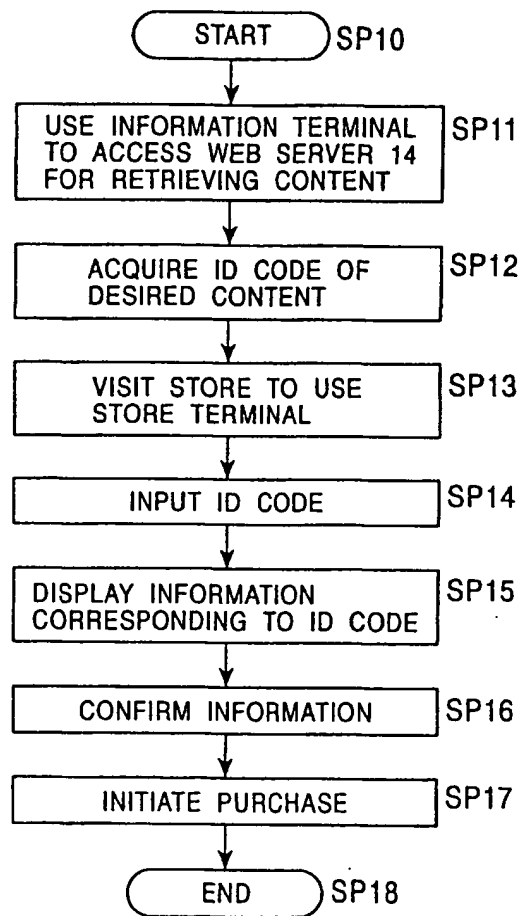 START SP10
USE INFORMATION TERMINAL SP11
TO ACCESS WEB SERVER 14
FOR RETRIEVING CONTENT
ACQUIRE ID CODE OF SP12
DESIRED CONTENT
VISIT STORE TO USE SP13
STORE TERMINAL
INPUT ID CODE SP14
DISPLAY INFORMATION SP15
CORRESPONDING TO ID CODE
CONFIRM INFORMATION SP16
INITIATE PURCHASE SP17
END SP18